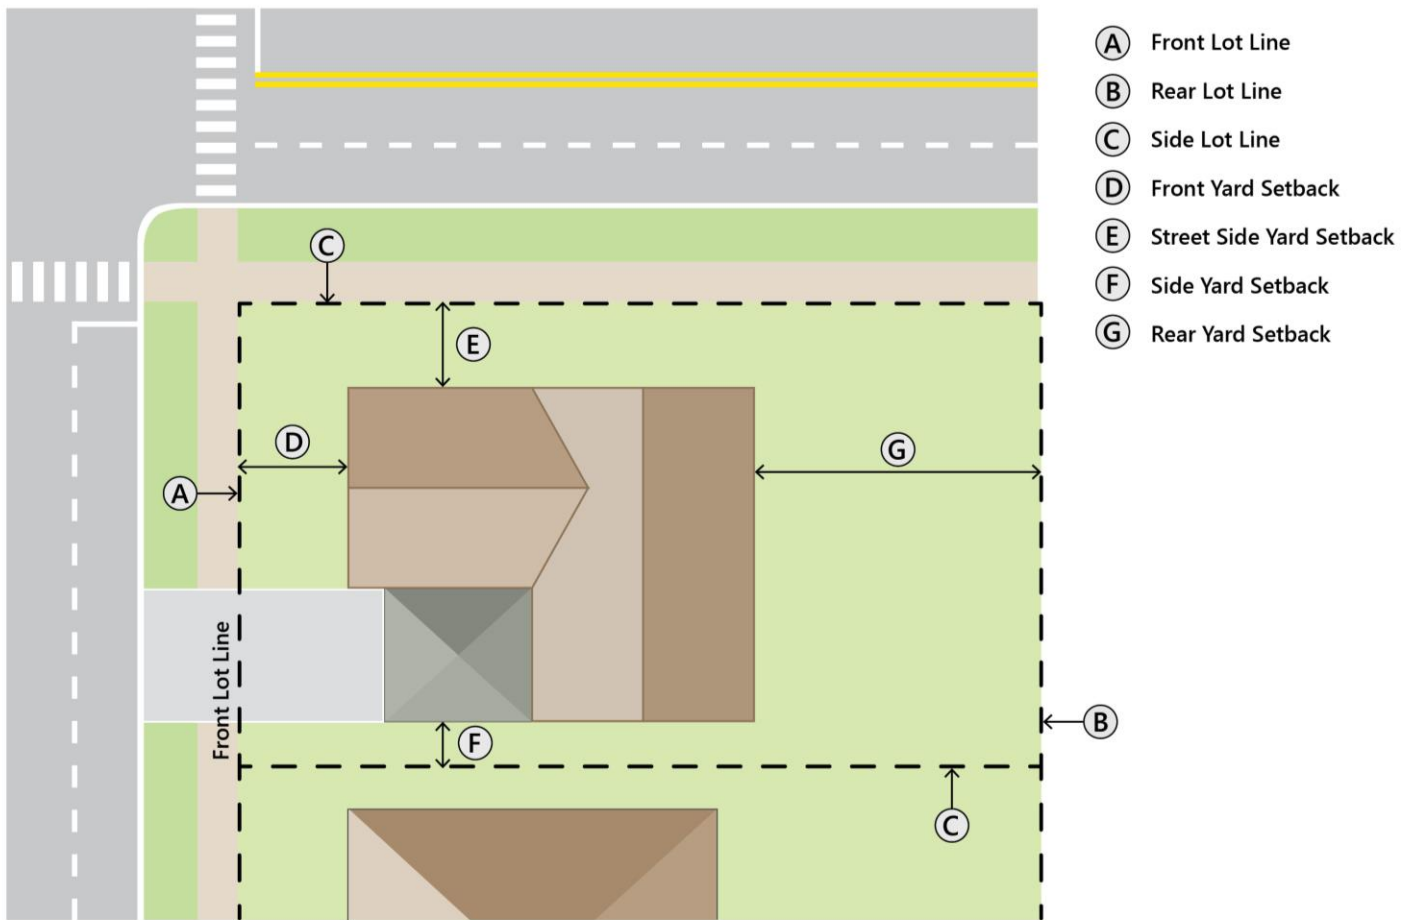 A Front Lot Line
B Rear Lot Line
C Side Lot Line
D Front Yard Setback
E Street Side Yard Setback
F Side Yard Setback
G Rear Yard Setback
C
E
D
G
A
Front Lot Line
B
F
C